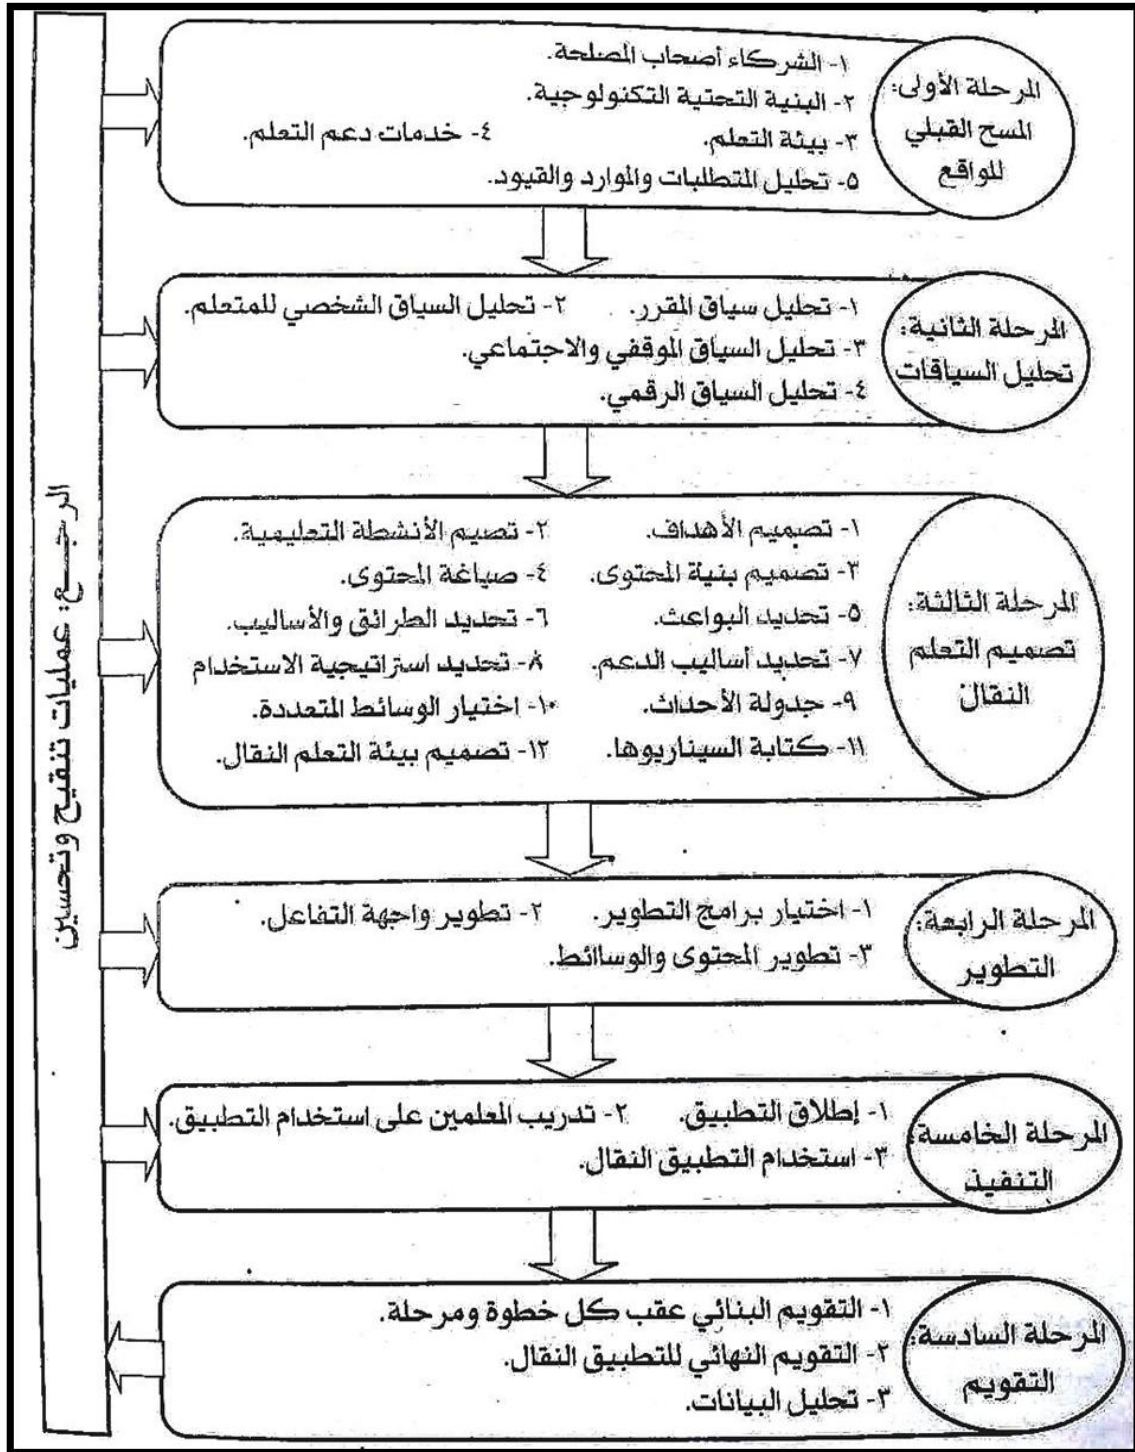 المرحلة الأولى:
المسح القبلي
للواقع
١- الشركاء أصحاب المصلحة.
٢- البنية التحتية التكنولوجية.
٣- بيئة التعلم. ٤- خدمات دعم التعلم.
٥- تحليل المتطلبات والموارد والقيود.
المرحلة الثانية:
تحليل السياقات
١- تحليل سياق المقرر. ٢- تحليل السياق الشخصي للمتعلم.
٣- تحليل السياق الموقفي والاجتماعي.
٤- تحليل السياق الرقمي.
المرحلة الثالثة:
تصميم التعلم
النقال
١- تصميم الأهداف. ٢- تصيم الأنشطة التعليمية.
٣- تصميم بنية المحتوى. ٤- صياغة المحتوى.
٥- تحديد البواعث. ٦- تحديد الطرائق والأساليب.
٧- تحديد أساليب الدعم. ٨- تحديد استراتيجية الاستخدام
٩- جدولة الأحداث. ١٠- اختيار الوسائط المتعددة.
١١- كتابة السيناريوها. ١٢- تصميم بيئة التعلم النقال.
المرحلة الرابعة:
التطوير
١- اختيار برامج التطوير. ٢- تطوير واجهة التفاعل.
٣- تطوير المحتوى والوساائط.
المرحلة الخامسة:
التنفيذ
١- إطلاق التطبيق. ٢- تدريب المعلمين على استخدام التطبيق.
٣- استخدام التطبيق النقال.
المرحلة السادسة:
التقويم
١- التقويم البنائي عقب كل خطوة ومرحلة.
٢- التقويم النهائي للتطبيق النقال.
٣- تحليل البيانات.
الرجع: عمليات تنقيح وتحسين